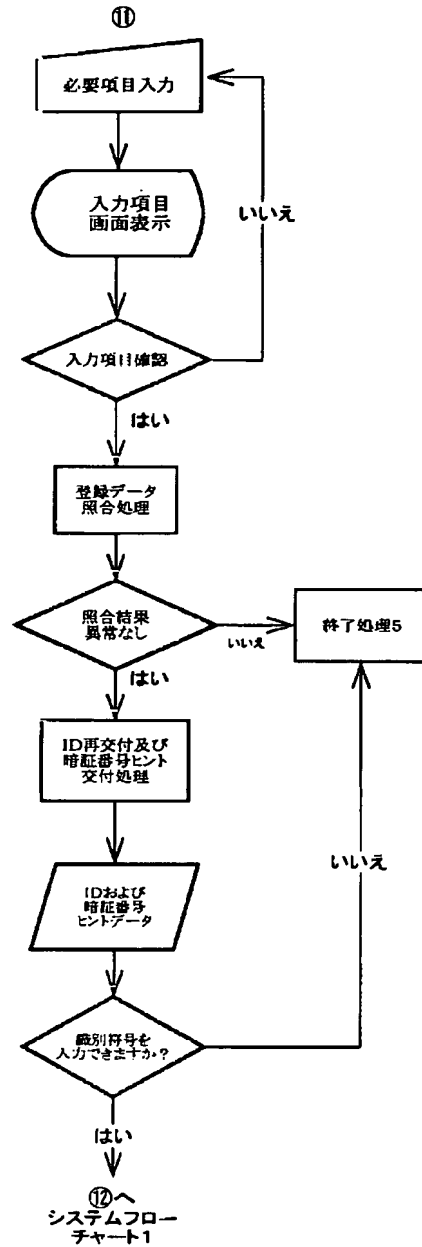 ⑪
必要項目入力
入力項目
画面表示
いいえ
入力項目確認
はい
登録データ
照合処理
照合結果
異常なし
いいえ
終了処理5
はい
ID再交付及び
暗証番号ヒント
交付処理
いいえ
IDおよび
暗証番号
ヒントデータ
識別符号を
入力できますか?
はい
⑫へ
システムフロー
チャート1